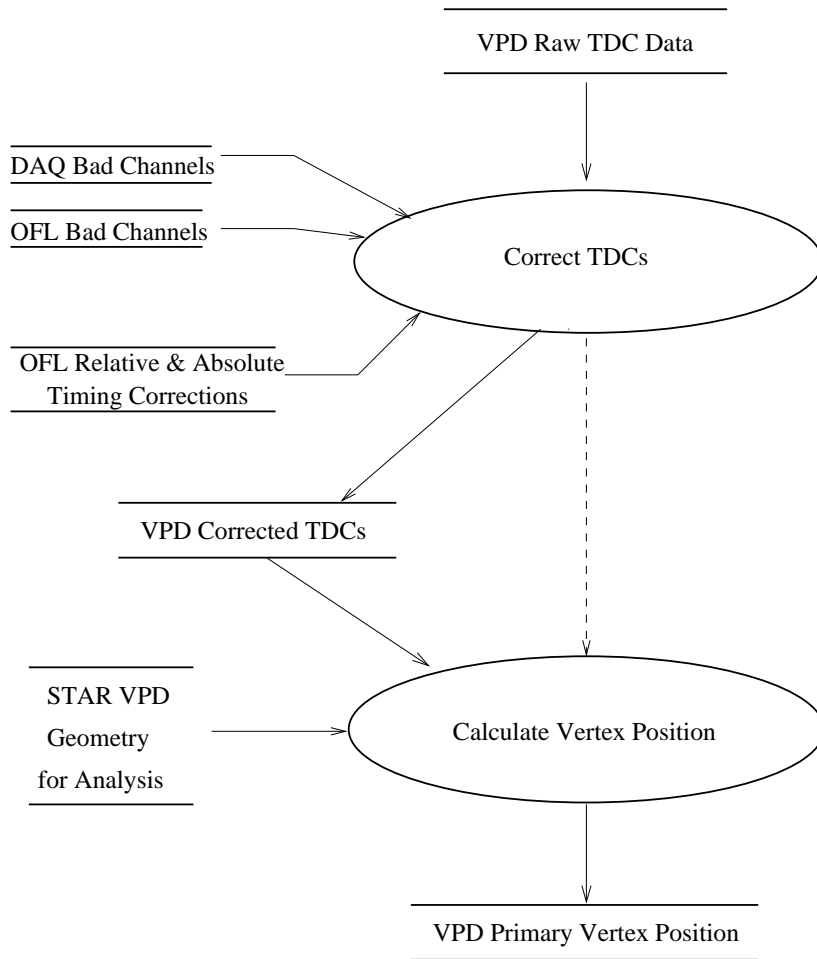 VPD Raw TDC Data
DAQ Bad Channels
OFL Bad Channels
Correct TDCs
OFL Relative & Absolute
Timing Corrections
VPD Corrected TDCs
STAR VPD
Geometry
for Analysis
Calculate Vertex Position
VPD Primary Vertex Position